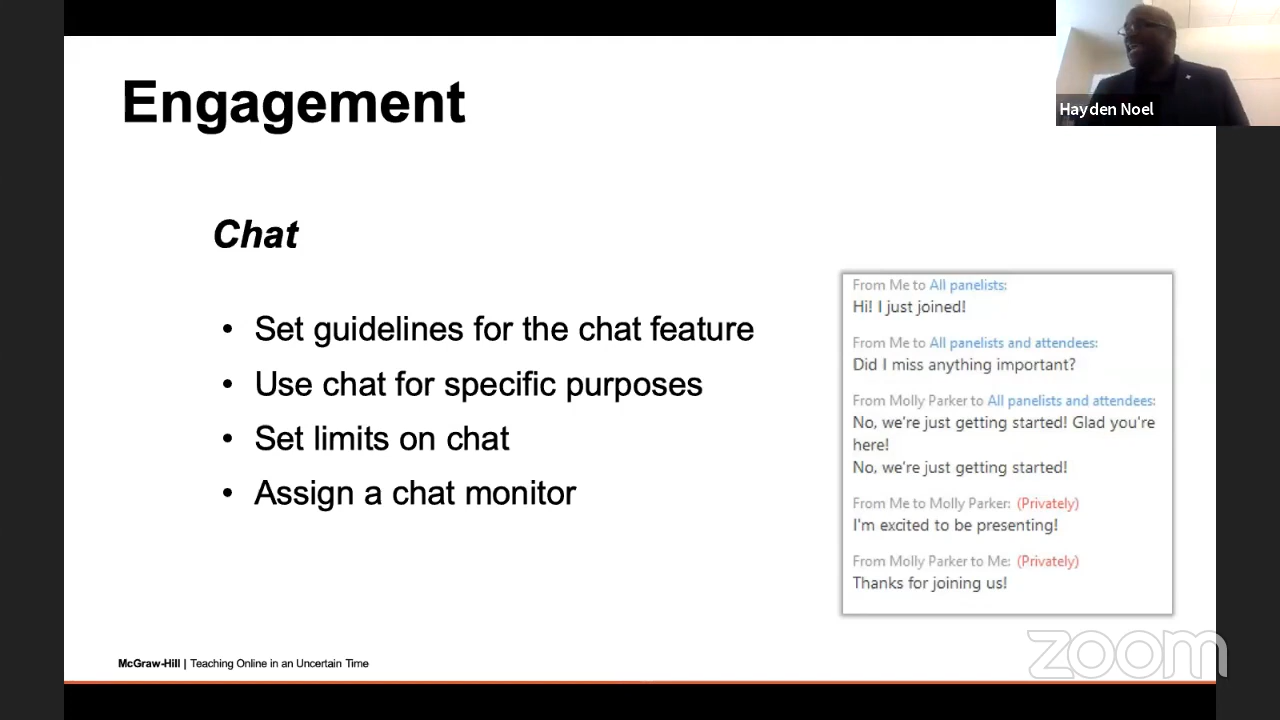 Engagement
Hayden Noel
Chat
• Set guidelines for the chat feature
• Use chat for specific purposes
• Set limits on chat
• Assign a chat monitor
From Me to All panelists:
Hi! I just joined!
From Me to All panelists and attendees:
Did I miss anything important?
From Molly Parker to All panelists and attendees:
No, we're just getting started! Glad you're
here!
No, we're just getting started!
From Me to Molly Parker: (Privately)
I'm excited to be presenting!
From Molly Parker to Me: (Privately)
Thanks for joining us!
McGraw-Hill | Teaching Online in an Uncertain Time
zoom